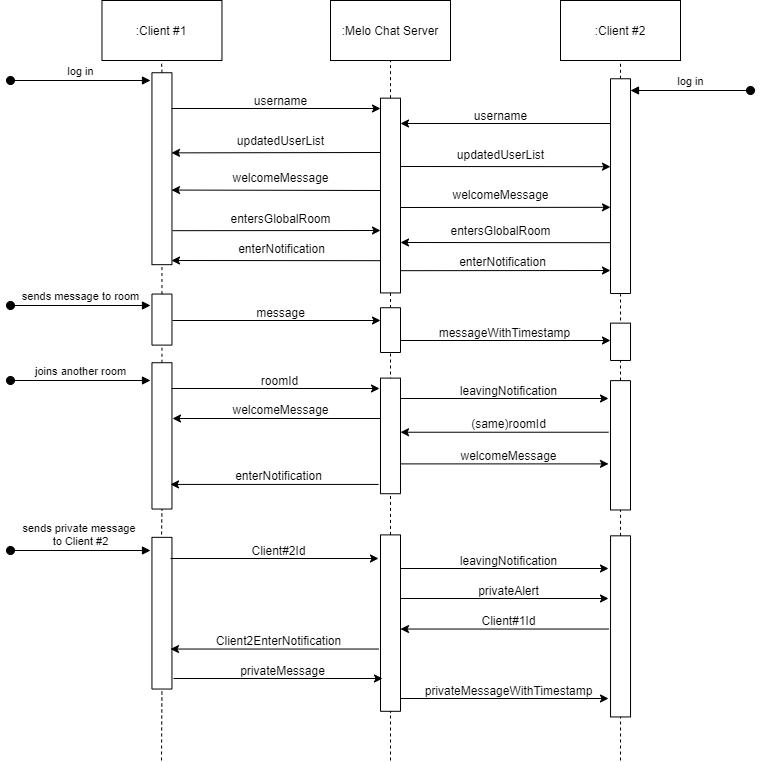 :Client #1
:Melo Chat Server
:Client #2
log in
log in
username
username
updatedUserList
updatedUserList
welcomeMessage
welcomeMessage
entersGlobalRoom
entersGlobalRoom
enterNotification
enterNotification
sends message to room
message
messageWithTimestamp
joins another room
roomId
leavingNotification
welcomeMessage
(same)roomId
welcomeMessage
enterNotification
sends private message
to Client #2
Client#2Id
leavingNotification
privateAlert
Client#1Id
Client2EnterNotification
privateMessage
privateMessageWithTimestamp